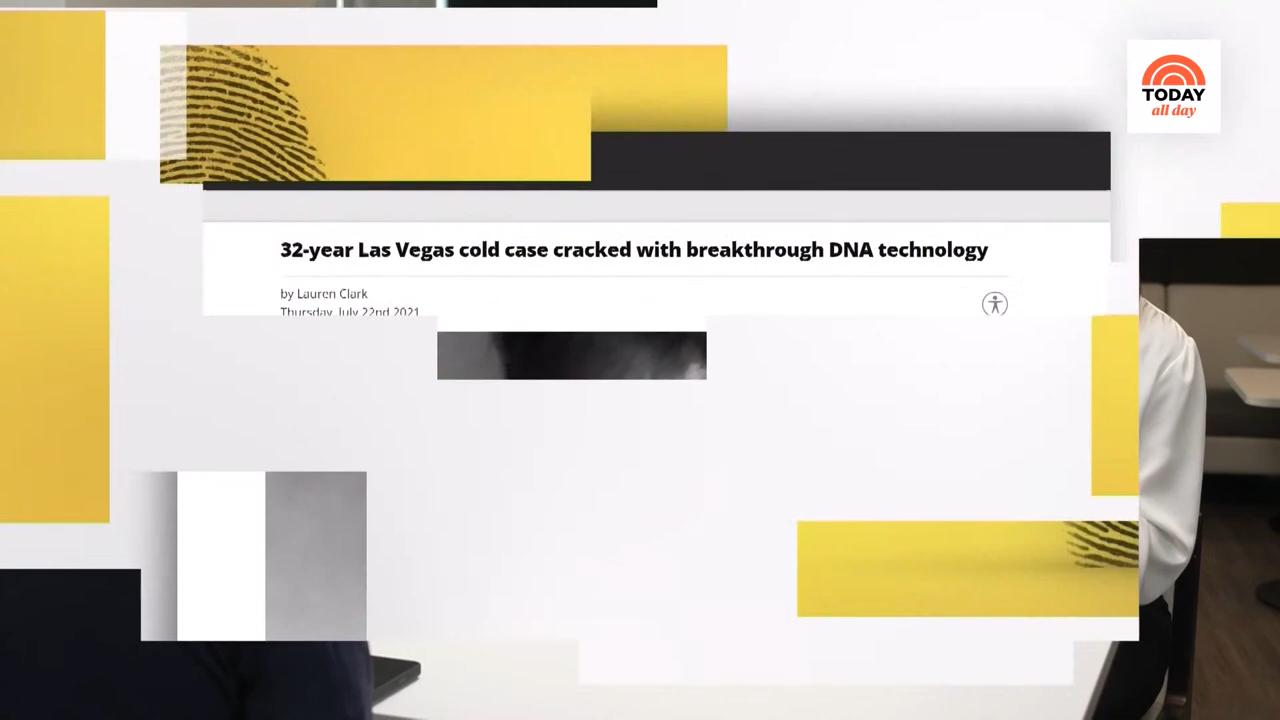 TODAY
all day
32-year Las Vegas cold case cracked with breakthrough DNA technology
by Lauren Clark
Thursday, July 22nd 2021